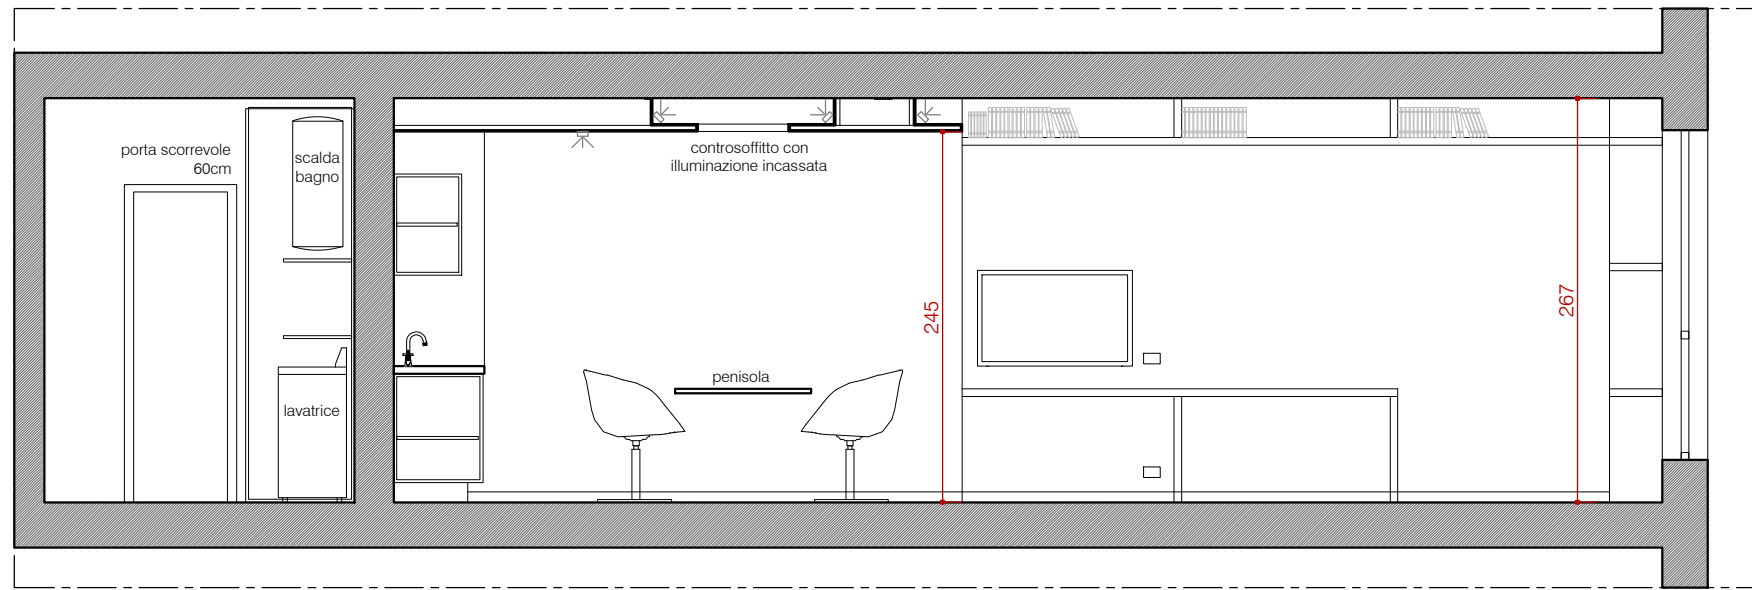 porta scorrevole
60cm
scalda
bagno
lavatrice
controsoffitto con
illuminazione incassata
penisola
245
267